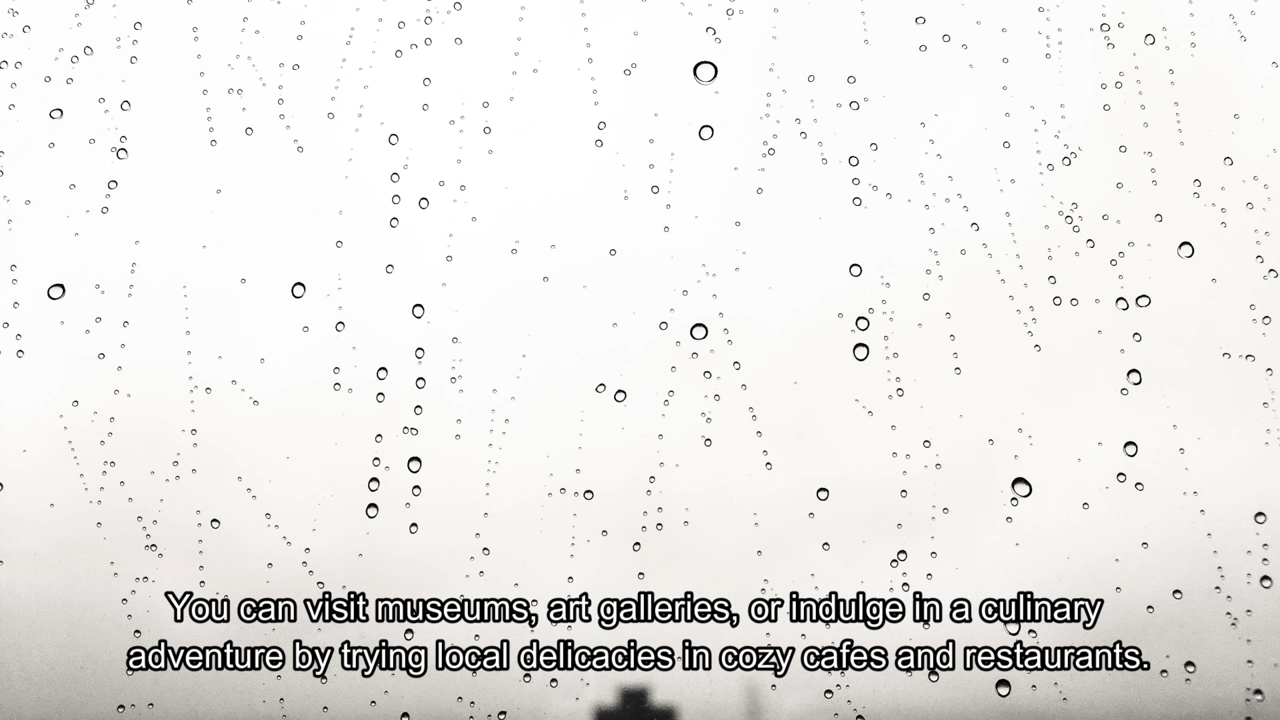 You can visit museums, art galleries, or indulge in a culinary
adventure by trying local delicacies in cozy cafes and restaurants.